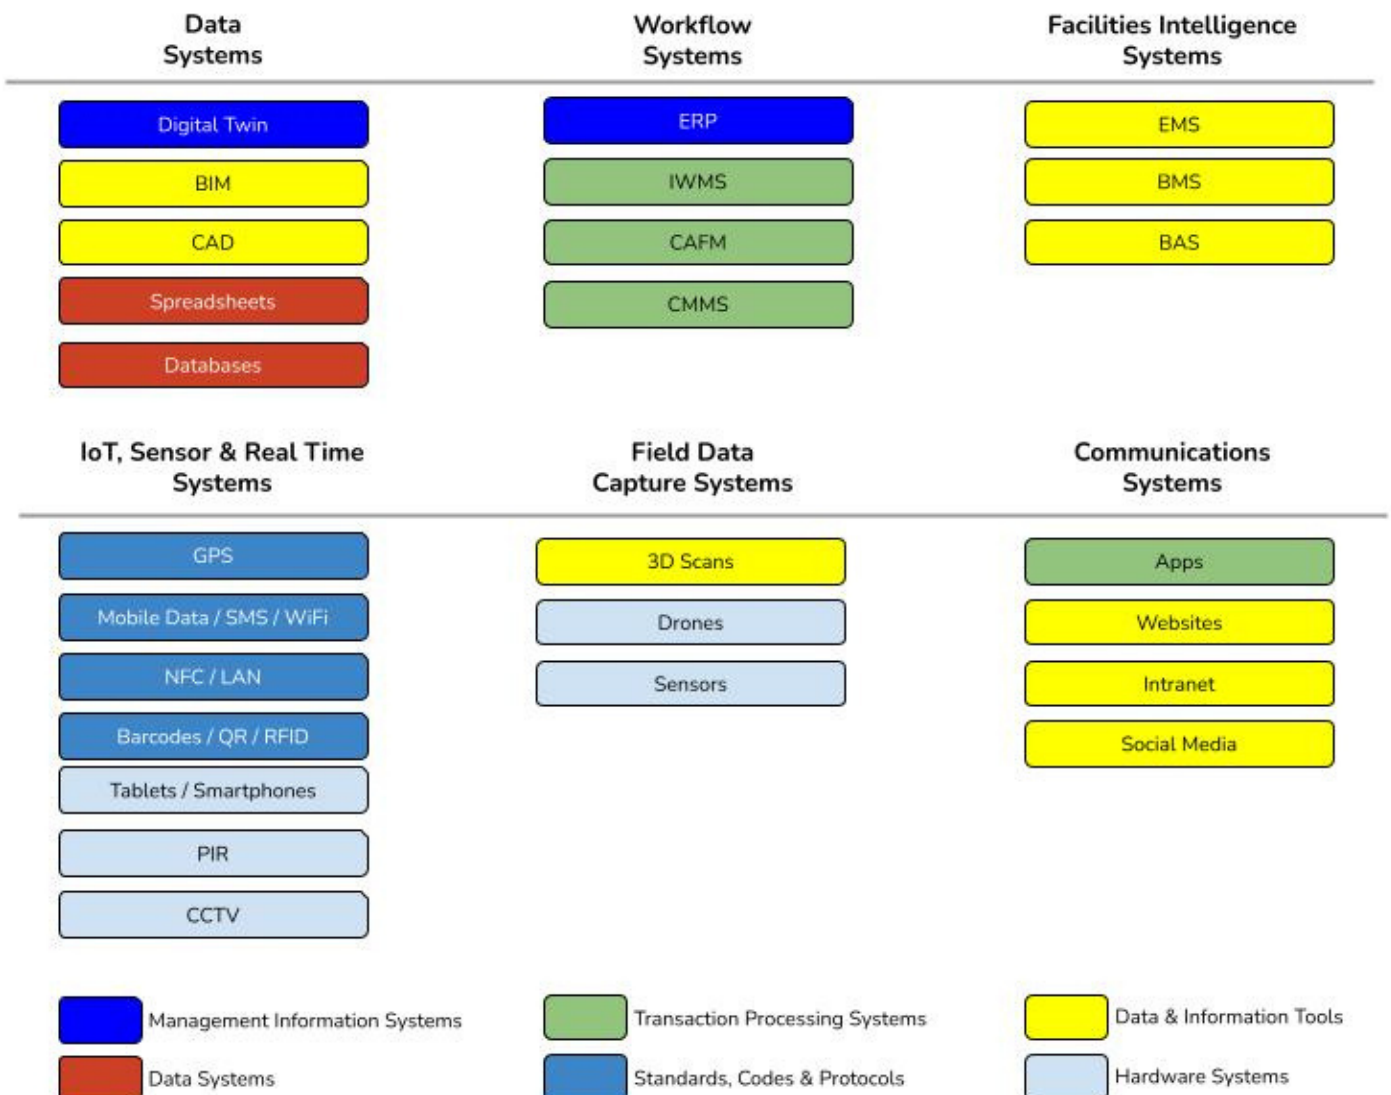 Data
Systems
Workflow
Systems
Facilities Intelligence
Systems
Digital Twin
BIM
CAD
Spreadsheets
Databases
ERP
IWMS
CAFM
CMMS
EMS
BMS
BAS
IoT, Sensor & Real Time
Systems
Field Data
Capture Systems
Communications
Systems
GPS
Mobile Data / SMS / WiFi
NFC / LAN
Barcodes / QR / RFID
Tablets / Smartphones
PIR
CCTV
3D Scans
Drones
Sensors
Apps
Websites
Intranet
Social Media
Management Information Systems
Transaction Processing Systems
Data & Information Tools
Data Systems
Standards, Codes & Protocols
Hardware Systems